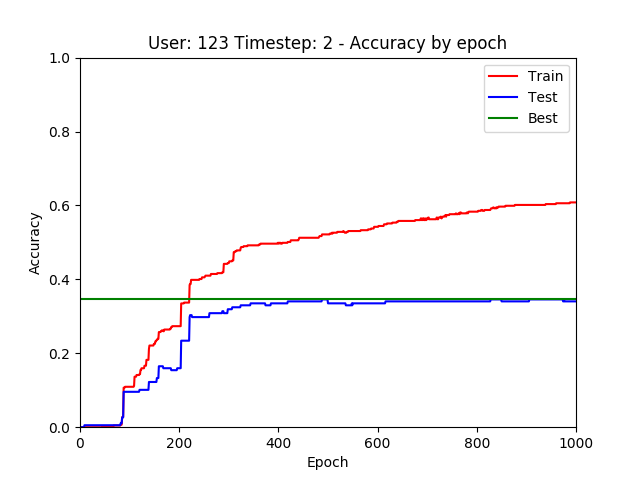 User: 123 Timestep: 2 - Accuracy by epoch
1.0
Train
Test
Best
0.8
0.6
Accuracy
0.4
0.2
0.0
0 200 400 600 800 1000
Epoch